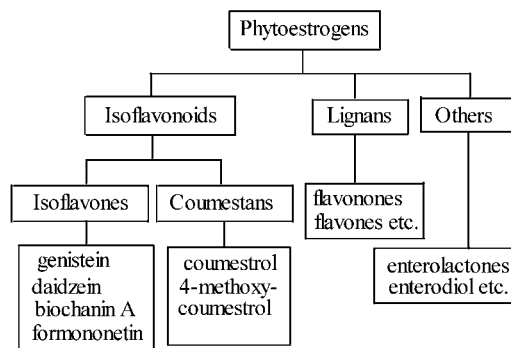 Phytoestrogens
Isoflavonoids
Lignans
Others
Isoflavones
Coumestans
flavonones
flavones etc.
genistein
daidzein
biochanin A
formononetin
coumestrol
4-methoxy-
coumestrol
enterolactones
enterodiol etc.